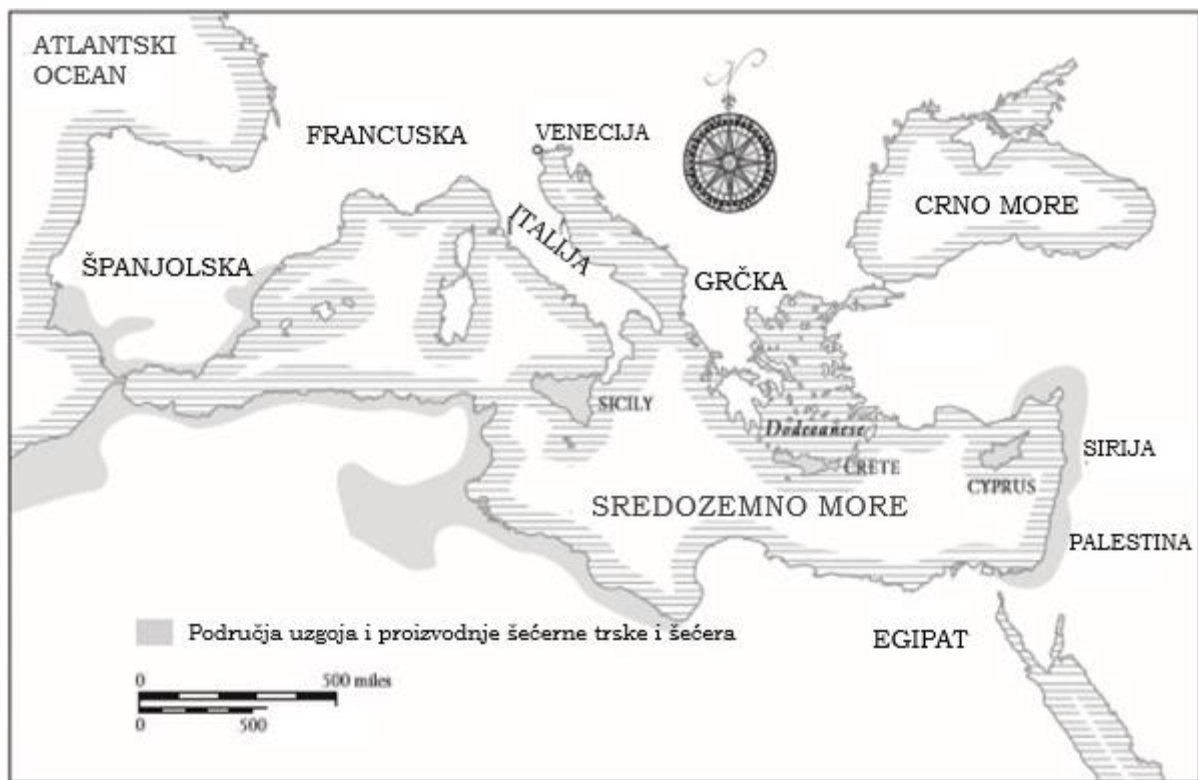 ATLANTSKI
OCEAN
N
FRANCUSKA
VENECIJA
CRNO MORE
ITALIJA
ŠPANJOLSKA
GRČKA
SICILY
Dodecanese
CRETE
CYPRUS
SIRIJA
SREDOZEMNO MORE
PALESTINA
Područja uzgoja i proizvodnje šećerne trske i šećera
EGIPAT
0 500 miles
0 500